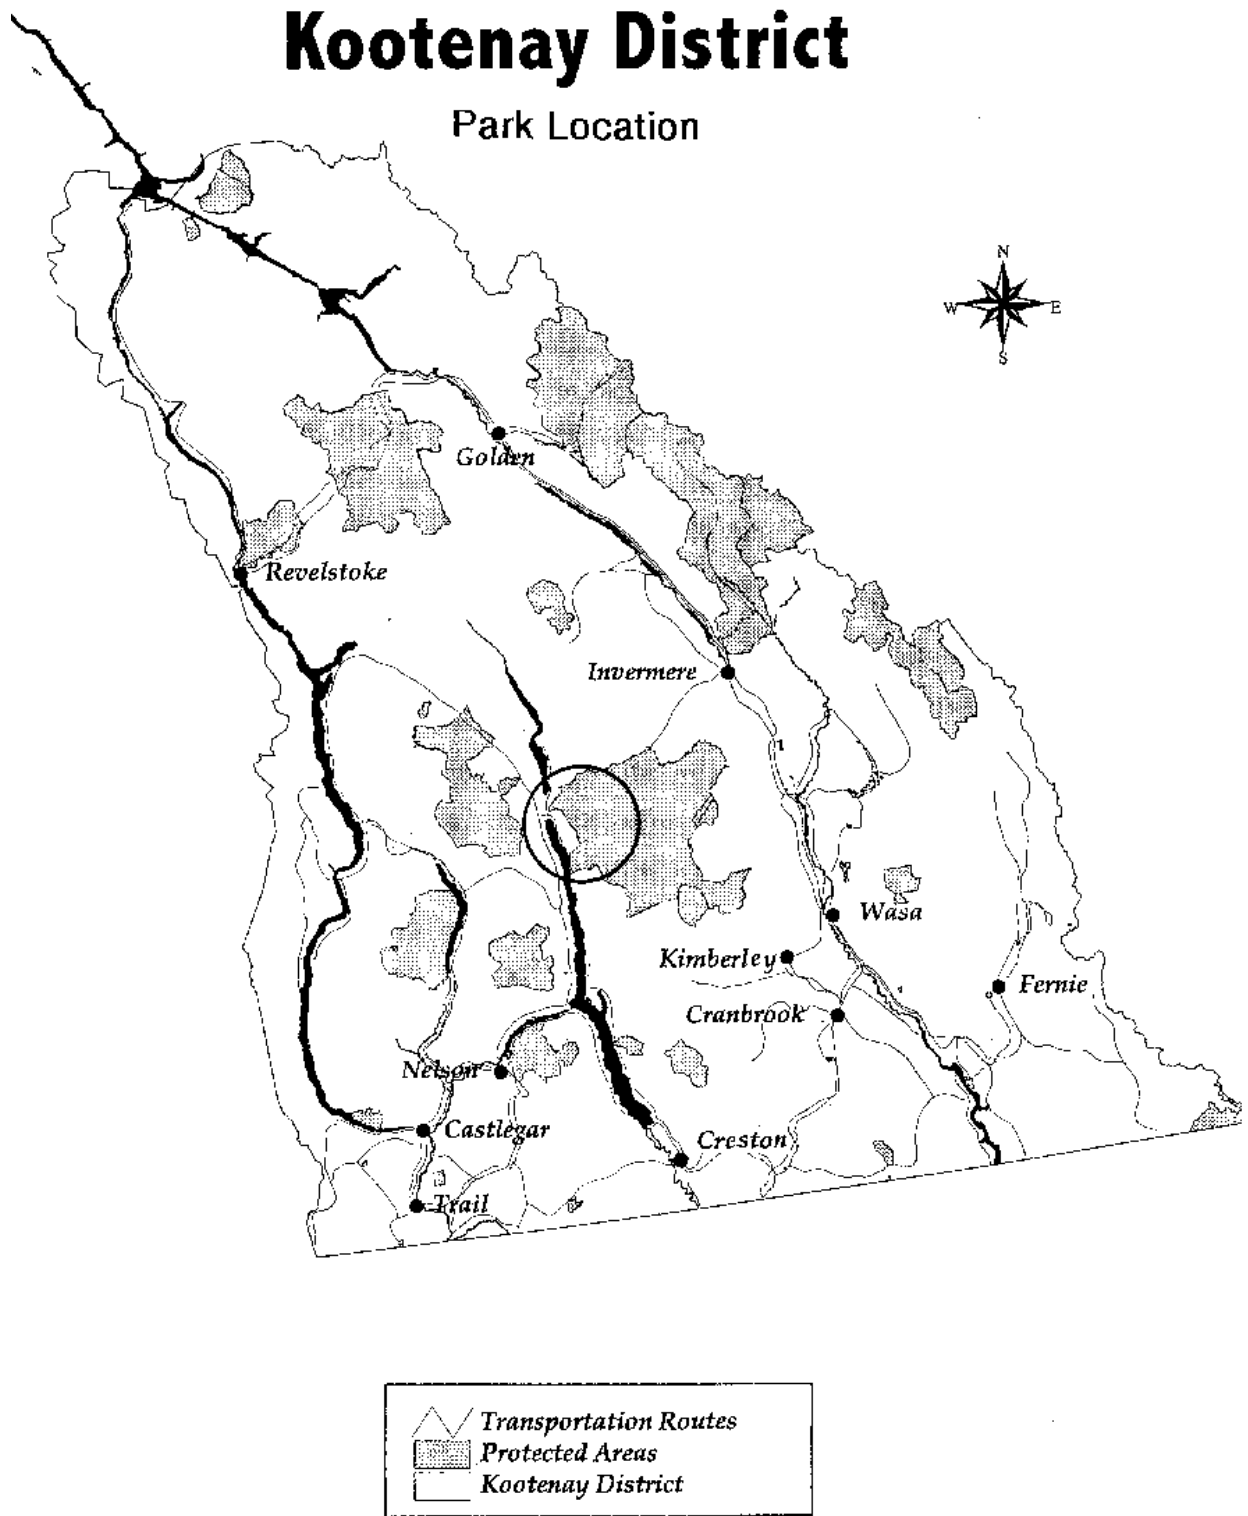 Kootenay District
Park Location
N
W E
S
Golden
Revelstoke
Invermere
Wasa
Kimberley
Fernie
Cranbrook
Nelson
Castlegar
Creston
Trail
Transportation Routes
Protected Areas
Kootenay District